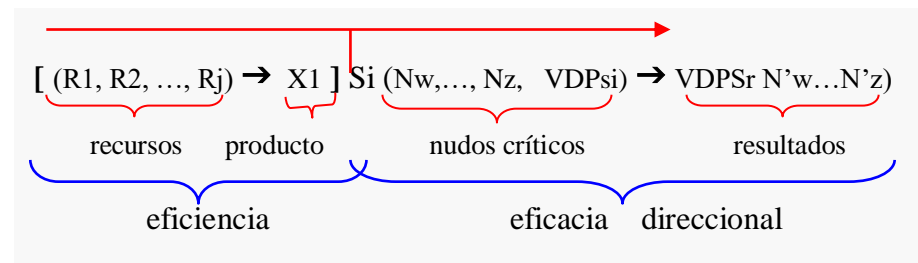 [ (R1, R2, …, Rj) ➔ X1 ] Si (Nw,…, Nz, VDPsi) ➔ VDPSr N’w…N’z)
recursos producto nudos críticos resultados
eficiencia eficacia direccional